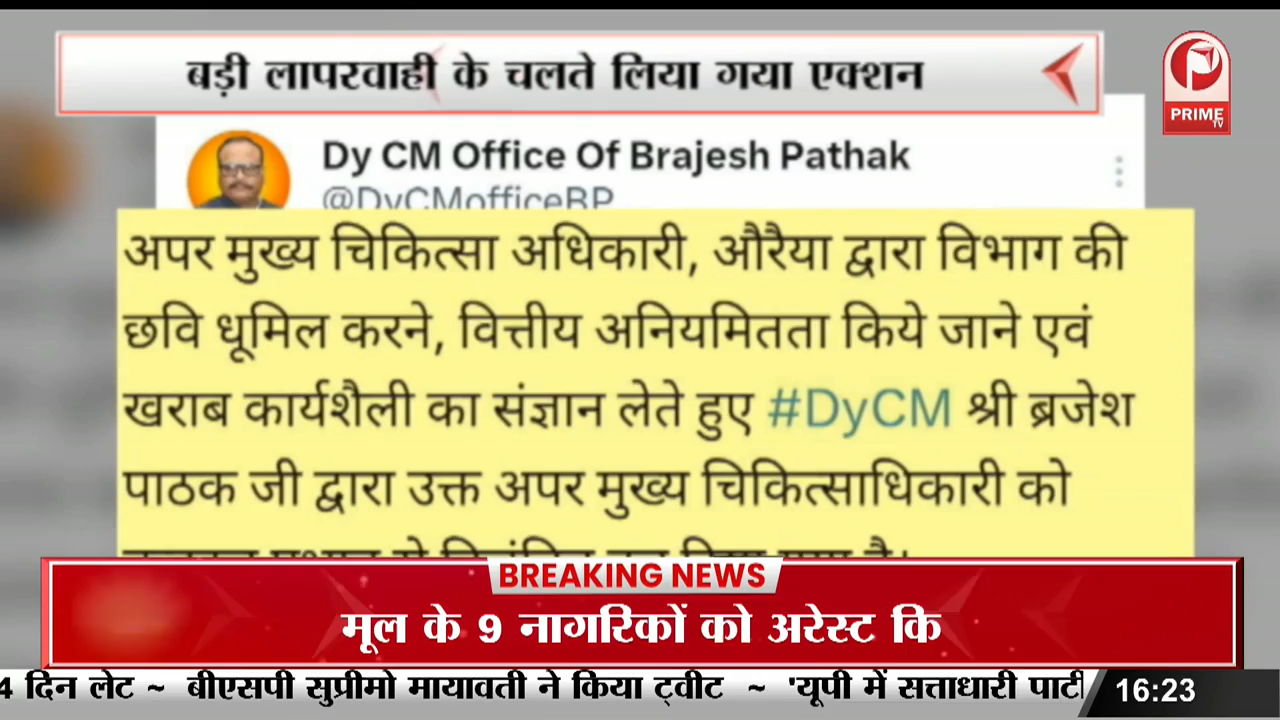 बड़ी लापरवाही के चलते लिया गया एक्शन
PRIME
TV
Dy CM Office Of Brajesh Pathak
@DyCMofficeBP
अपर मुख्य चिकित्सा अधिकारी, औरैया द्वारा विभाग की
छवि धूमिल करने, वित्तीय अनियमितता किये जाने एवं
खराब कार्यशैली का संज्ञान लेते हुए #DyCM श्री ब्रजेश
पाठक जी द्वारा उक्त अपर मुख्य चिकित्साधिकारी को
BREAKING NEWS
मूल के 9 नागरिकों को अरेस्ट कि
4 दिन लेट ~ बीएसपी सुप्रीमो मायावती ने किया ट्वीट ~ 'यूपी में सत्ताधारी पार्टी
16:23